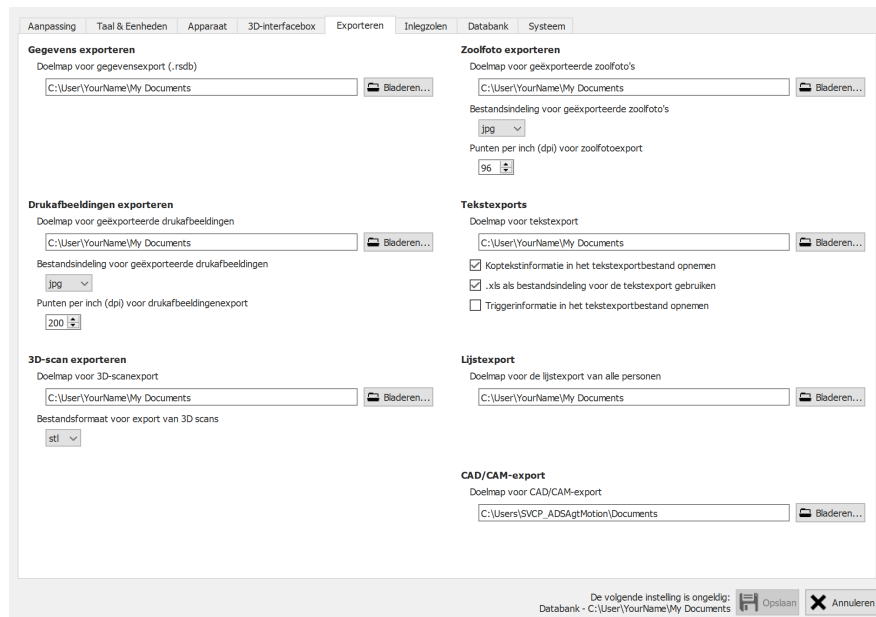 Aanpassing Taal & Eenheden Apparaat 3D-interfacebox Exporteren Inlegzolen Databank Systeem
Gegevens exporteren
Doelmap voor gegevensexport (.rsdb)
C:\User\YourName\My Documents Bladeren...
Zoolfoto exporteren
Doelmap voor geëxporteerde zoolfoto's
C:\User\YourName\My Documents Bladeren...
Bestandsindeling voor geëxporteerde zoolfoto's
jpg
Punten per inch (dpi) voor zoolfotoexport
96
Drukafbeeldingen exporteren
Doelmap voor geëxporteerde drukafbeeldingen
C:\User\YourName\My Documents Bladeren...
Bestandsindeling voor geëxporteerde drukafbeeldingen
jpg
Punten per inch (dpi) voor drukafbeeldingenexport
200
Tekstexports
Doelmap voor tekstexport
C:\User\YourName\My Documents Bladeren...
Koptekstinformatie in het tekstexportbestand opnemen
.xls als bestandsindeling voor de tekstexport gebruiken
Triggerinformatie in het tekstexportbestand opnemen
3D-scan exporteren
Doelmap voor 3D-scanexport
C:\User\YourName\My Documents Bladeren...
Bestandsformaat voor export van 3D scans
stl
Lijstexport
Doelmap voor de lijstexport van alle personen
C:\User\YourName\My Documents Bladeren...
CAD/CAM-export
Doelmap voor CAD/CAM-export
C:\Users\SVCP_ADSAgtMotion\Documents Bladeren...
De volgende instelling is ongeldig:
Databank - C:\User\YourName\My Documents
Opslaan Annuleren